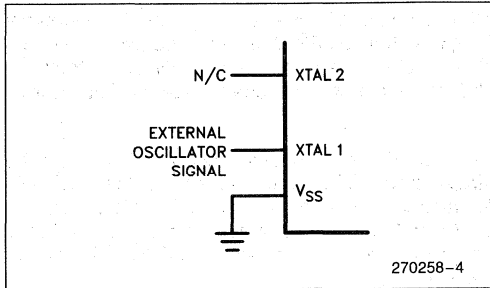 N/C XTAL 2
EXTERNAL
OSCILLATOR XTAL 1
SIGNAL
VSS
270258-4